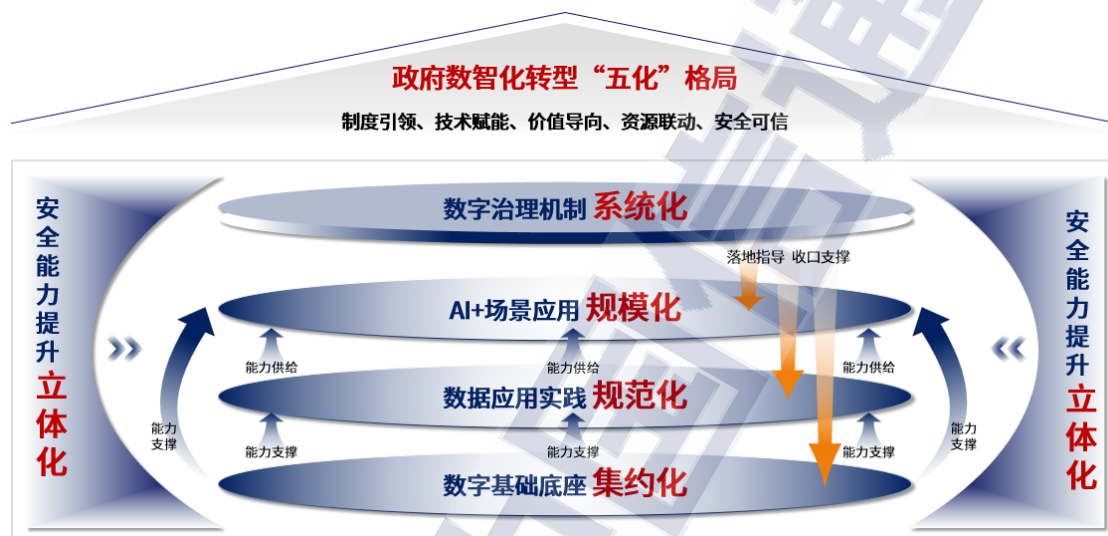 政府数智化转型“五化”格局
制度引领、技术赋能、价值导向、资源联动、安全可信
安全能力提升立体化
数字治理机制 系统化
落地指导 收口支撑
AI+场景应用 规模化
能力供给 能力供给 能力供给
数据应用实践 规范化
能力支撑
能力支撑 能力支撑 能力支撑
能力支撑
数字基础底座 集约化
安全能力提升立体化